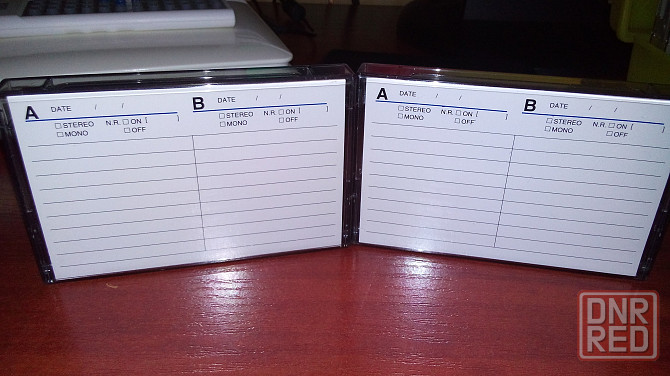 A DATE / / B DATE / /
□ STEREO N.R. □ ON [ ] □ STEREO N.R. □ ON [ ]
□ MONO □ OFF □ MONO □ OFF
A DATE / / B DATE / /
□ STEREO N.R. □ ON [ ] □ STEREO N.R. □ ON [ ]
□ MONO □ OFF □ MONO □ OFF
DNR
RED